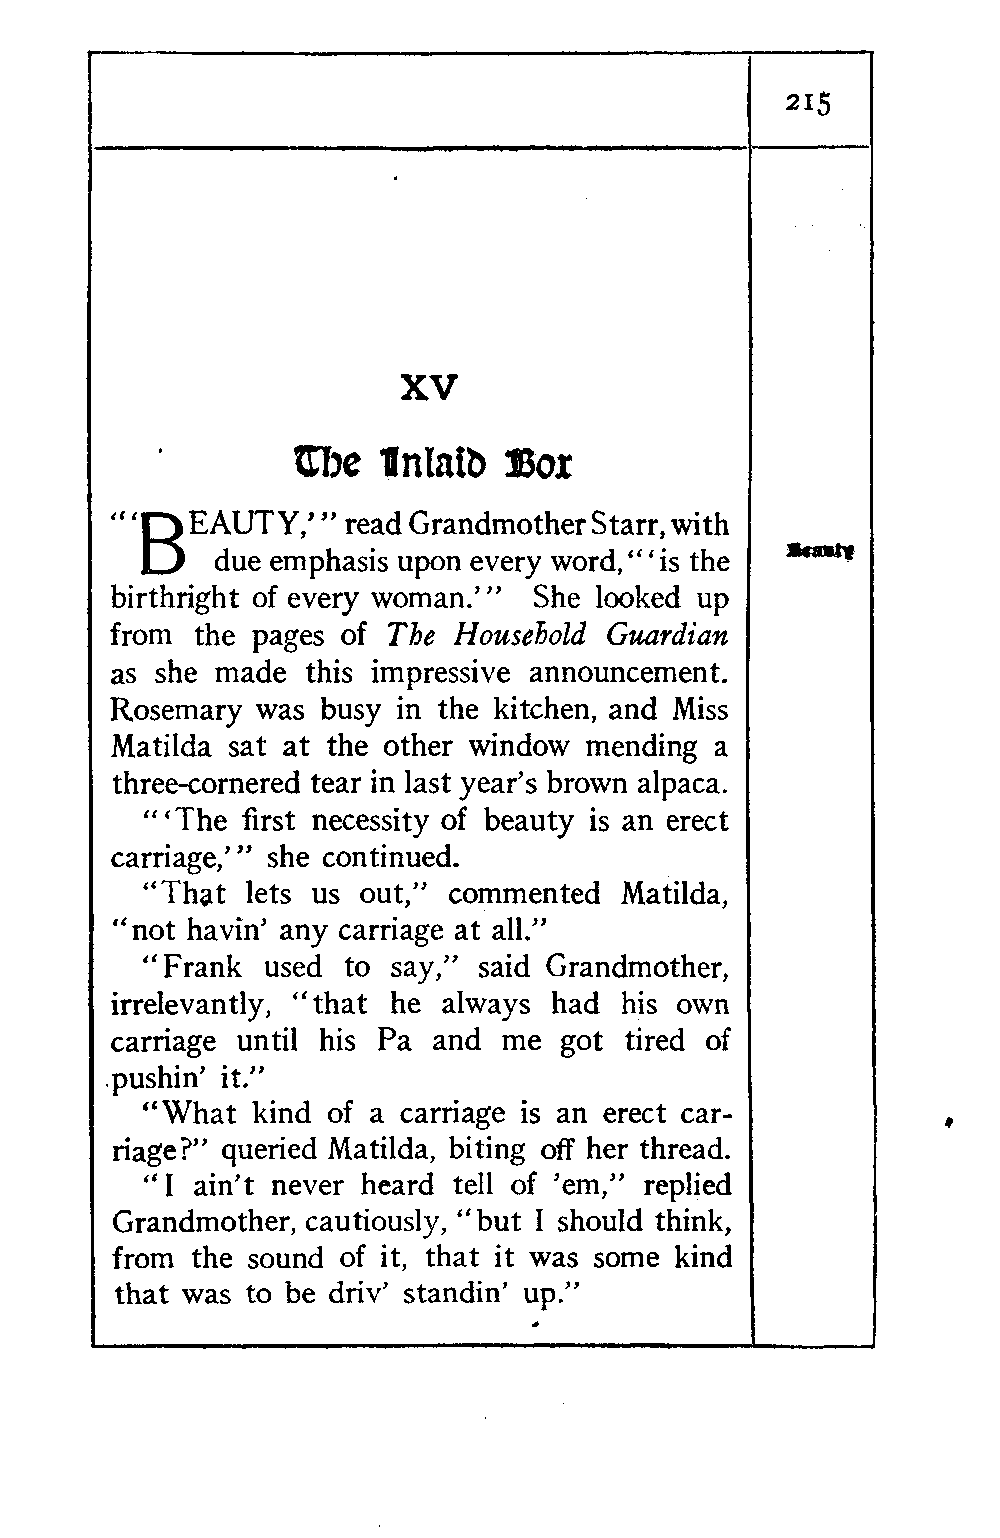 215
XV
The Inlaid Box
"'BEAUTY,'" read Grandmother Starr, with
due emphasis upon every word, "'is the
Beauty
birthright of every woman.'" She looked up
from the pages of The Household Guardian
as she made this impressive announcement.
Rosemary was busy in the kitchen, and Miss
Matilda sat at the other window mending a
three-cornered tear in last year's brown alpaca.
"'The first necessity of beauty is an erect
carriage,'" she continued.
"That lets us out," commented Matilda,
"not havin' any carriage at all."
"Frank used to say," said Grandmother,
irrelevantly, "that he always had his own
carriage until his Pa and me got tired of
pushin' it."
"What kind of a carriage is an erect car-
riage?" queried Matilda, biting off her thread.
"I ain't never heard tell of 'em," replied
Grandmother, cautiously, "but I should think,
from the sound of it, that it was some kind
that was to be driv' standin' up."